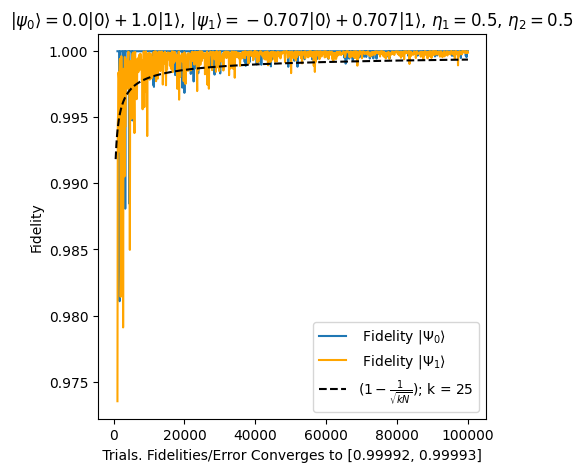 |ψ₀⟩ = 0.0|0⟩ + 1.0|1⟩, |ψ₁⟩ = −0.707|0⟩ + 0.707|1⟩, η₁ = 0.5, η₂ = 0.5
1.000
0.995
0.990
0.985
0.980
0.975
Fidelity
Fidelity |Ψ₀⟩
Fidelity |Ψ₁⟩
(1 − 1/√(kN)); k = 25
0 20000 40000 60000 80000 100000
Trials. Fidelities/Error Converges to [0.99992, 0.99993]